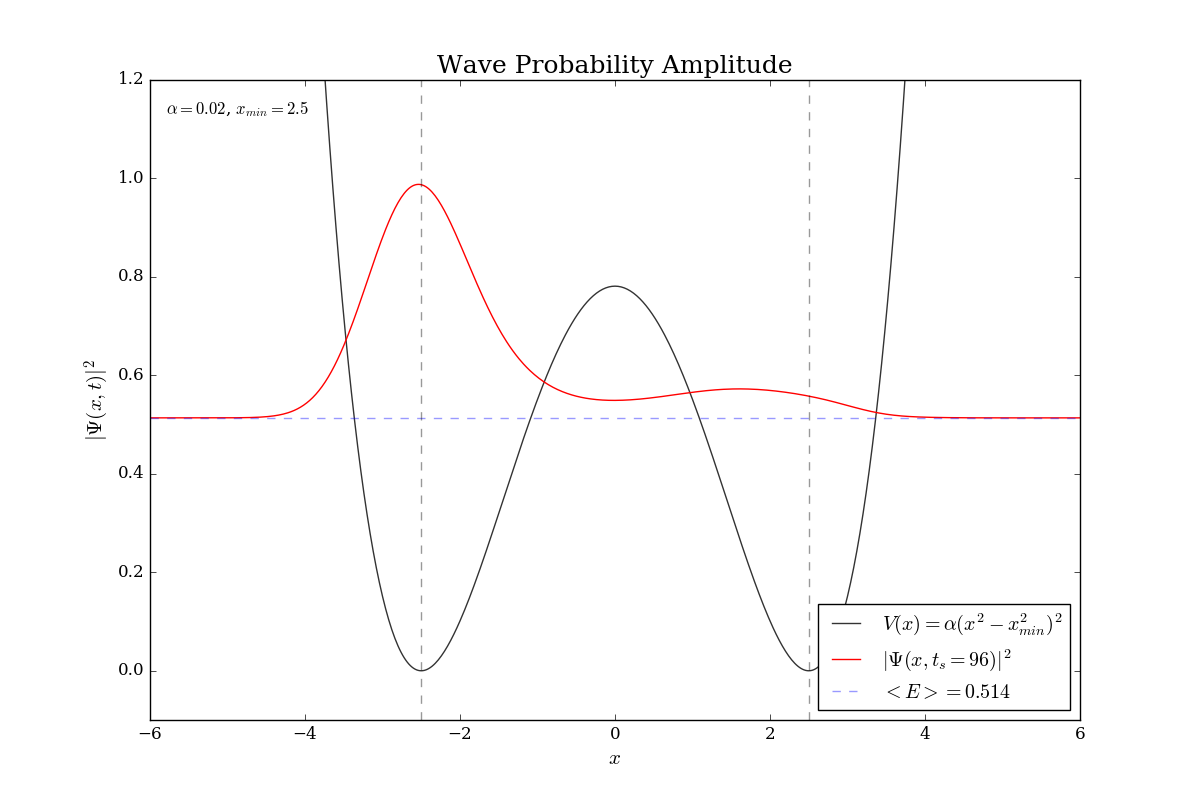 Wave Probability Amplitude
α = 0.02, x_min = 2.5
1.2
1.0
0.8
0.6
0.4
0.2
0.0
|Ψ(x, t)|²
−6
−4
−2
0
2
4
6
x
V(x) = α(x² − x²_min)²
|Ψ(x, t_s = 96)|²
< E > = 0.514